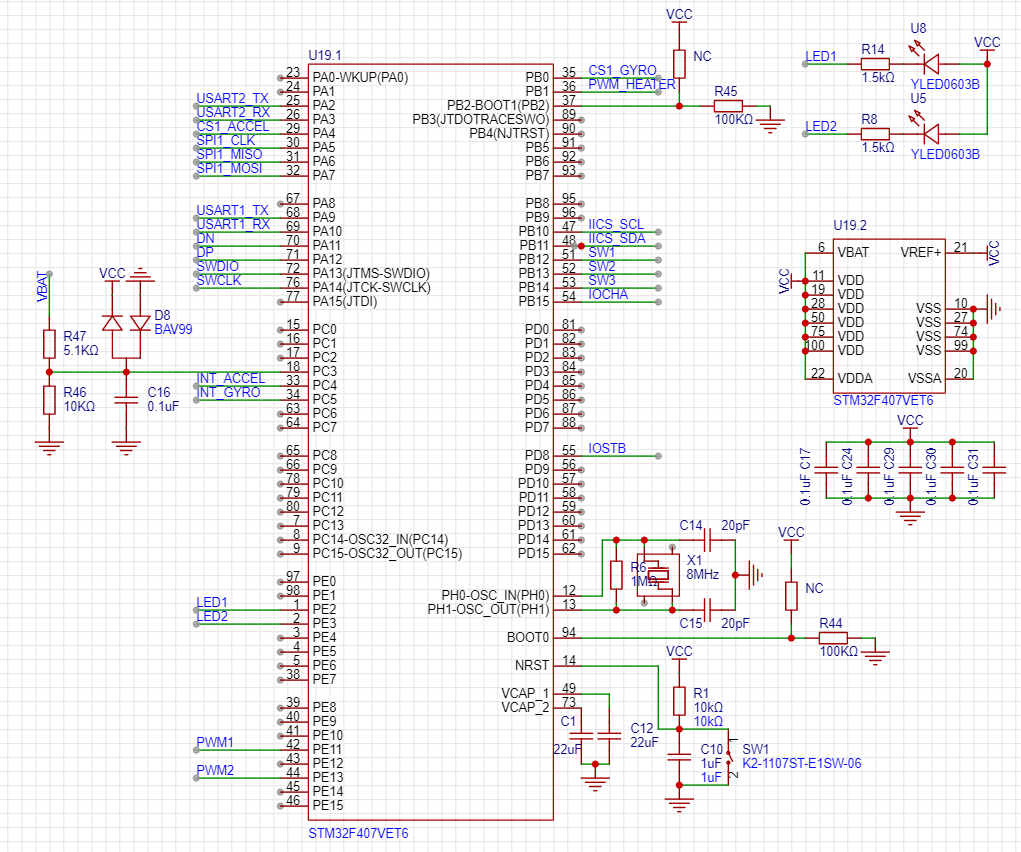 U19.1
23 PA0-WKUP(PA0)
24 PA1
USART2_TX 25 PA2
USART2_RX 26 PA3
CS1_ACCEL 29 PA4
SPI1_CLK 30 PA5
SPI1_MISO 31 PA6
SPI1_MOSI 32 PA7
67 PA8
USART1_TX 68 PA9
USART1_RX 69 PA10
DN 70 PA11
DP 71 PA12
SWDIO 72 PA13(JTMS-SWDIO)
SWCLK 76 PA14(JTCK-SWCLK)
77 PA15(JTDI)
15 PC0
16 PC1
17 PC2
18 PC3
INT_ACCEL 33 PC4
INT_GYRO 34 PC5
63 PC6
64 PC7
65 PC8
66 PC9
78 PC10
79 PC11
80 PC12
7 PC13
8 PC14-OSC32_IN(PC14)
9 PC15-OSC32_OUT(PC15)
97 PE0
98 PE1
LED1 1 PE2
LED2 2 PE3
3 PE4
4 PE5
5 PE6
38 PE7
39 PE8
40 PE9
41 PE10
PWM1 42 PE11
43 PE12
PWM2 44 PE13
45 PE14
46 PE15
STM32F407VET6
VBAT
VCC
D8
BAV99
R47
5.1KΩ
R46
10KΩ
C16
0.1uF
PB0 35 CS1_GYRO
PB1 36 PWM_HEATER
PB2-BOOT1(PB2) 37
PB3(JTDOTRACESWO) 89
PB4(NJTRST) 90
PB5 91
PB6 92
PB7 93
PB8 95
PB9 96
PB10 47 IICS_SCL
PB11 48 IICS_SDA
PB12 51 SW1
PB13 52 SW2
PB14 53 SW3
PB15 54 IOCHA
PD0 81
PD1 82
PD2 83
PD3 84
PD4 85
PD5 86
PD6 87
PD7 88
PD8 55 IOSTB
PD9 56
PD10 57
PD11 58
PD12 59
PD13 60
PD14 61
PD15 62
PH0-OSC_IN(PH0) 12
PH1-OSC_OUT(PH1) 13
BOOT0 94
NRST 14
VCAP_1 49
VCAP_2 73
VCC
NC
R45
100KΩ
U8
VCC
LED1
R14
1.5kΩ
YLED0603B
U5
LED2
R8
1.5kΩ
YLED0603B
U19.2
6 VBAT
VREF+ 21
VCC
VCC
11 VDD
19 VDD
28 VDD
50 VDD
75 VDD
100 VDD
VSS 10
VSS 27
VSS 74
VSS 99
22 VDDA
VSSA 20
STM32F407VET6
VCC
0.1uF C17
0.1uF C24
0.1uF C29
0.1uF C30
0.1uF C31
C14 20pF
R6
1MΩ
X1
8MHz
C15 20pF
VCC
NC
R44
100KΩ
VCC
R1
10kΩ
10kΩ
C1
22uF
C12
22uF
C10
1uF
1uF
1
2
SW1
K2-1107ST-E1SW-06